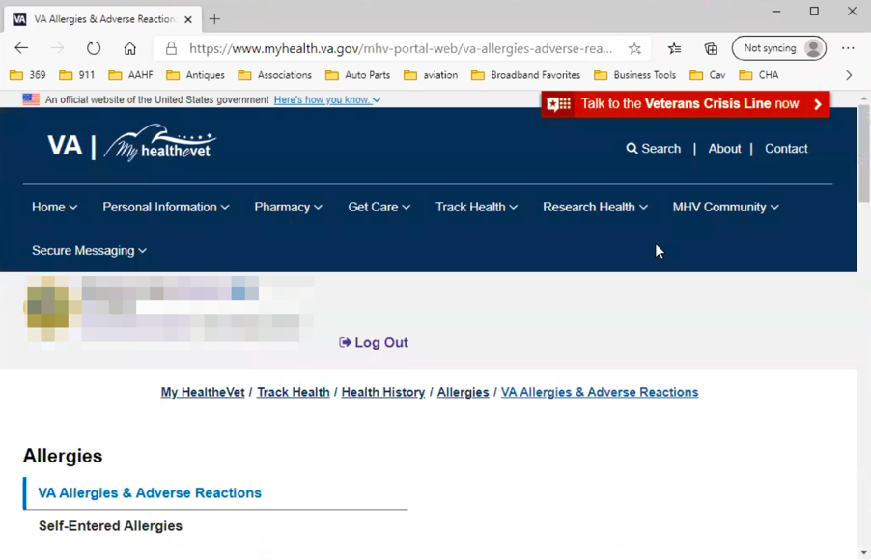 VA Allergies & Adverse Reaction
https://www.myhealth.va.gov/mhv-portal-web/va-allergies-adverse-rea...
Not syncing
369 911 AAHF Antiques Associations Auto Parts aviation Broadband Favorites Business Tools Cav CHA
An official website of the United States government Here's how you know.
Talk to the Veterans Crisis Line now
VA | My healthevet
Search | About | Contact
Home Personal Information Pharmacy Get Care Track Health Research Health MHV Community
Secure Messaging
Log Out
My HealtheVet / Track Health / Health History / Allergies / VA Allergies & Adverse Reactions
Allergies
VA Allergies & Adverse Reactions
Self-Entered Allergies